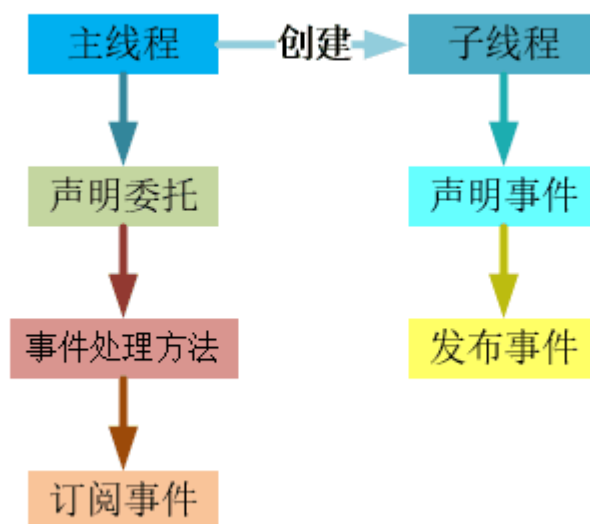 主线程
创建
子线程
声明委托
声明事件
事件处理方法
发布事件
订阅事件